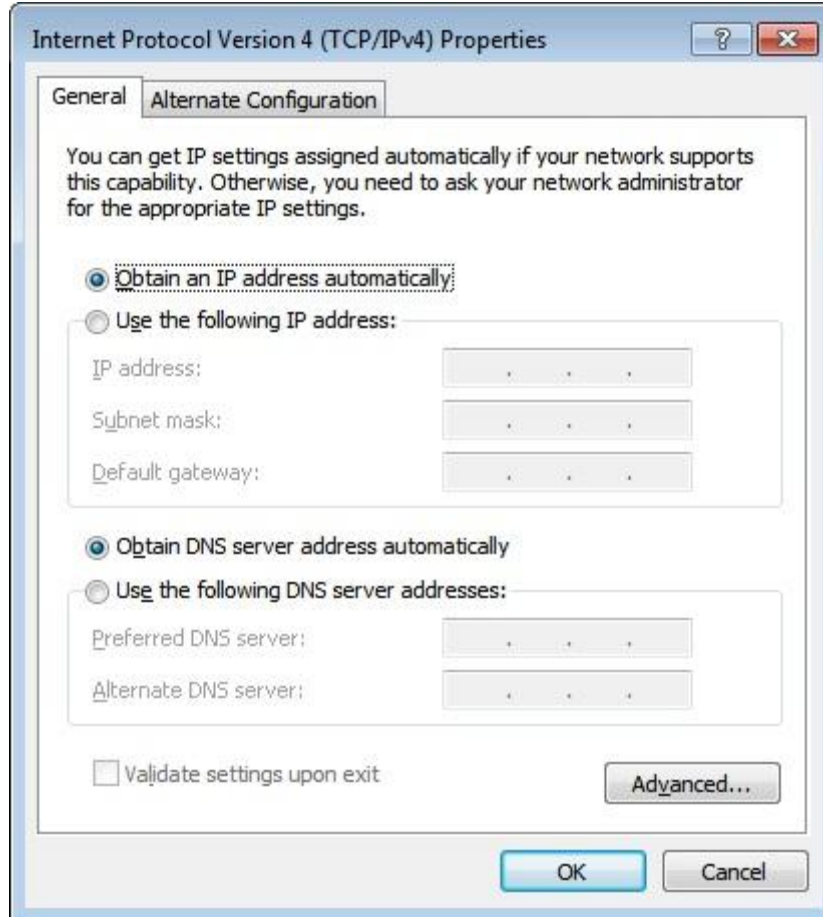 Internet Protocol Version 4 (TCP/IPv4) Properties
General
Alternate Configuration
You can get IP settings assigned automatically if your network supports
this capability. Otherwise, you need to ask your network administrator
for the appropriate IP settings.
Obtain an IP address automatically
Use the following IP address:
IP address:
Subnet mask:
Default gateway:
Obtain DNS server address automatically
Use the following DNS server addresses:
Preferred DNS server:
Alternate DNS server:
Validate settings upon exit
Advanced...
OK
Cancel